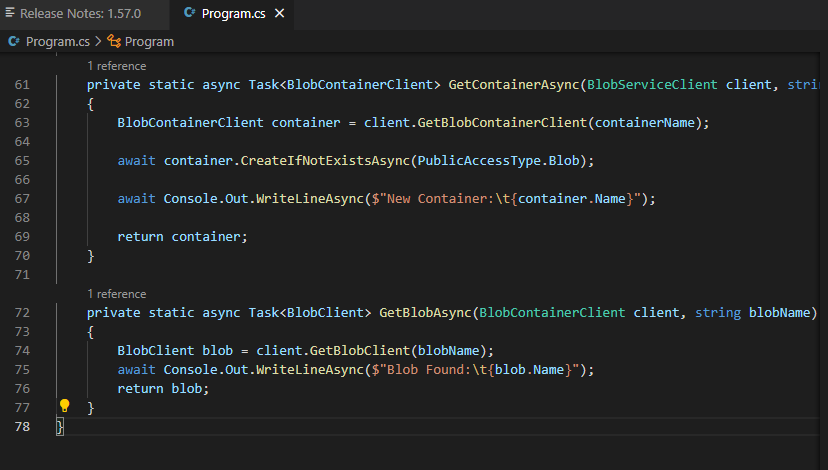 Release Notes: 1.57.0
Program.cs
Program.cs > Program
1 reference
61 private static async Task<BlobContainerClient> GetContainerAsync(BlobServiceClient client,
62 {
63 BlobContainerClient container = client.GetBlobContainerClient(containerName);
64
65 await container.CreateIfNotExistsAsync(PublicAccessType.Blob);
66
67 await Console.Out.WriteLineAsync($"New Container:\t{container.Name}");
68
69 return container;
70 }
71
1 reference
72 private static async Task<BlobClient> GetBlobAsync(BlobContainerClient client, string blobName)
73 {
74 BlobClient blob = client.GetBlobClient(blobName);
75 await Console.Out.WriteLineAsync($"Blob Found:\t{blob.Name}");
76 return blob;
77 }
78 }